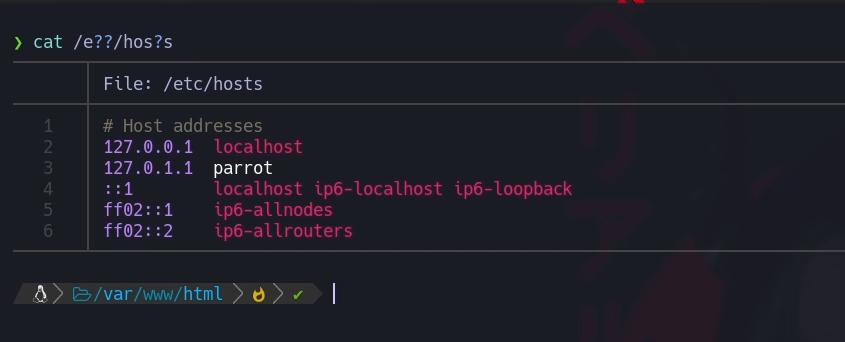 ❯ cat /e??/hos?s
File: /etc/hosts
1 # Host addresses
2 127.0.0.1  localhost
3 127.0.1.1  parrot
4 ::1        localhost ip6-localhost ip6-loopback
5 ff02::1    ip6-allnodes
6 ff02::2    ip6-allrouters
/var/www/html